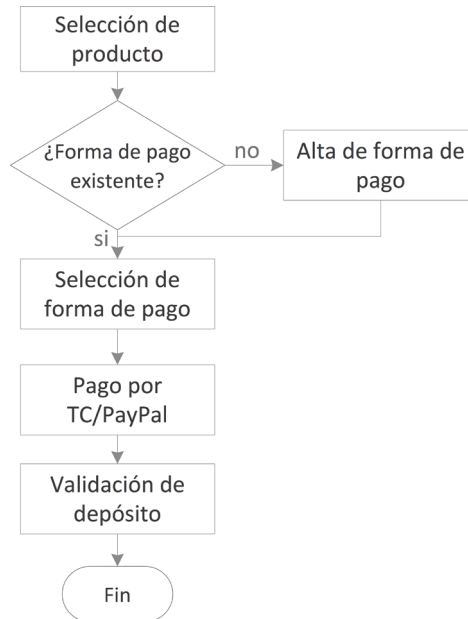 Selección de
producto
¿Forma de pago
existente?
no
Alta de forma de
pago
si
Selección de
forma de pago
Pago por
TC/PayPal
Validación de
depósito
Fin